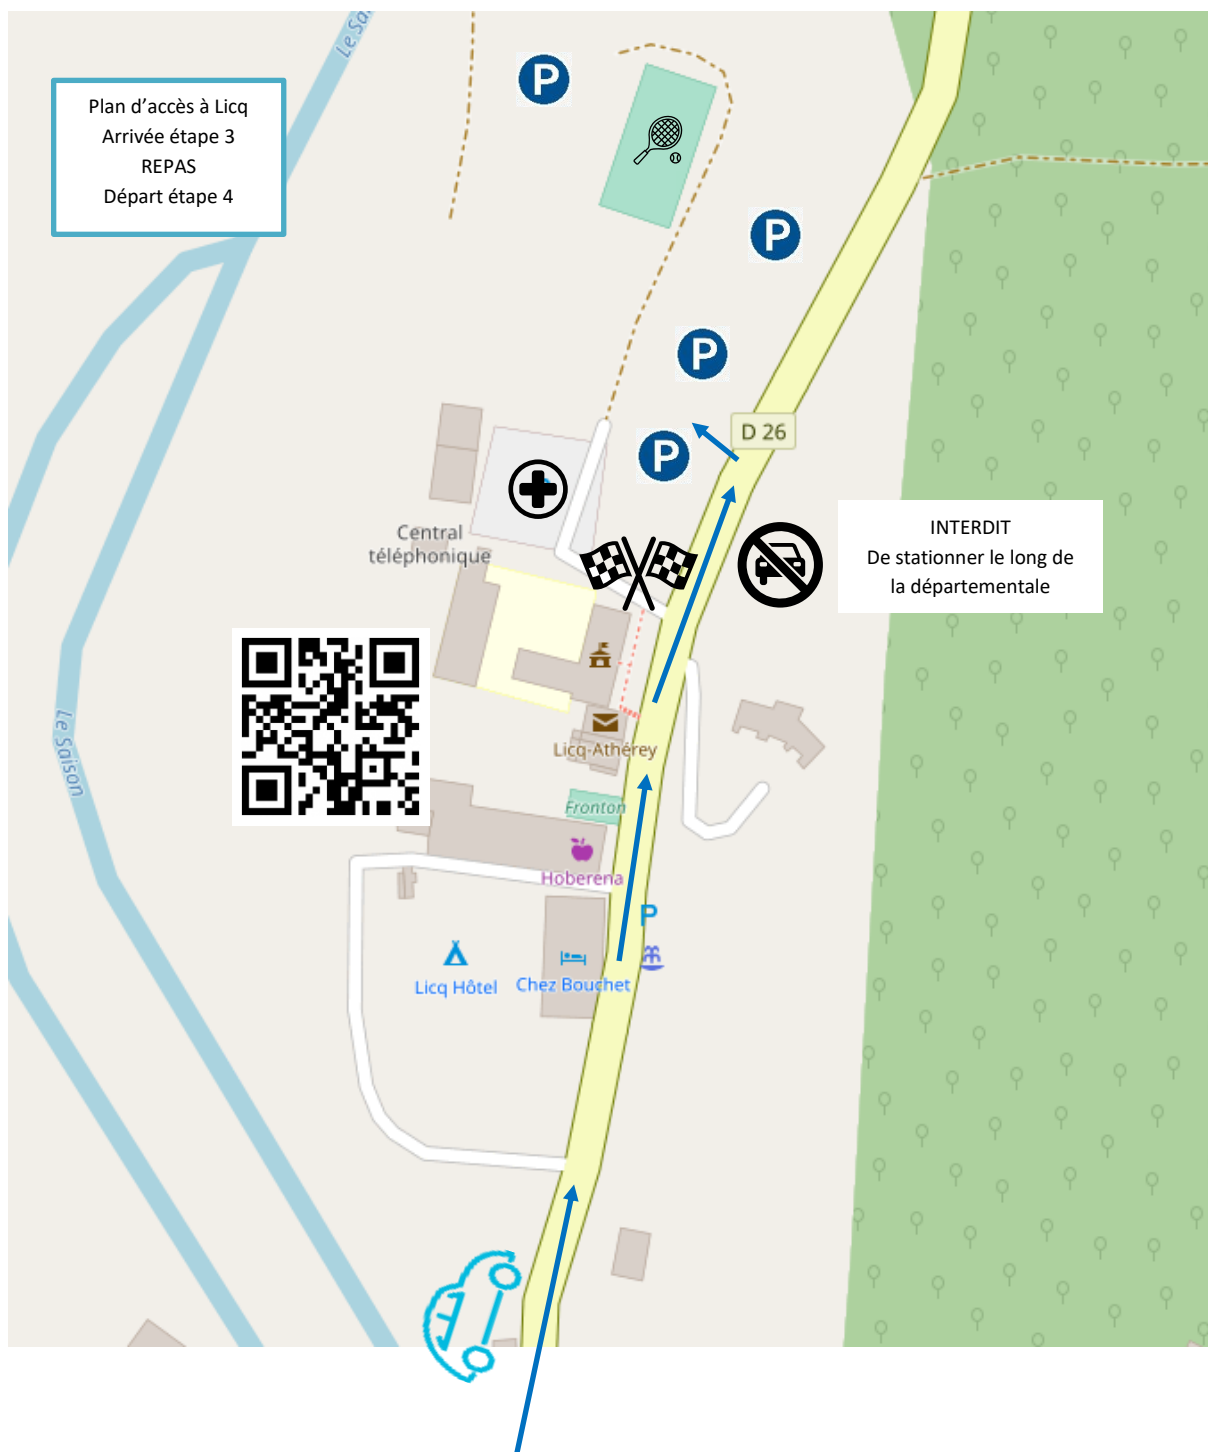 Le Sa
Plan d’accès à Licq
Arrivée étape 3
REPAS
Départ étape 4
P
P
P
D 26
P
INTERDIT
De stationner le long de
la départementale
Central
téléphonique
Le Saison
Licq-Athérey
Fronton
Hoberena
P
Licq Hôtel
Chez Bouchet